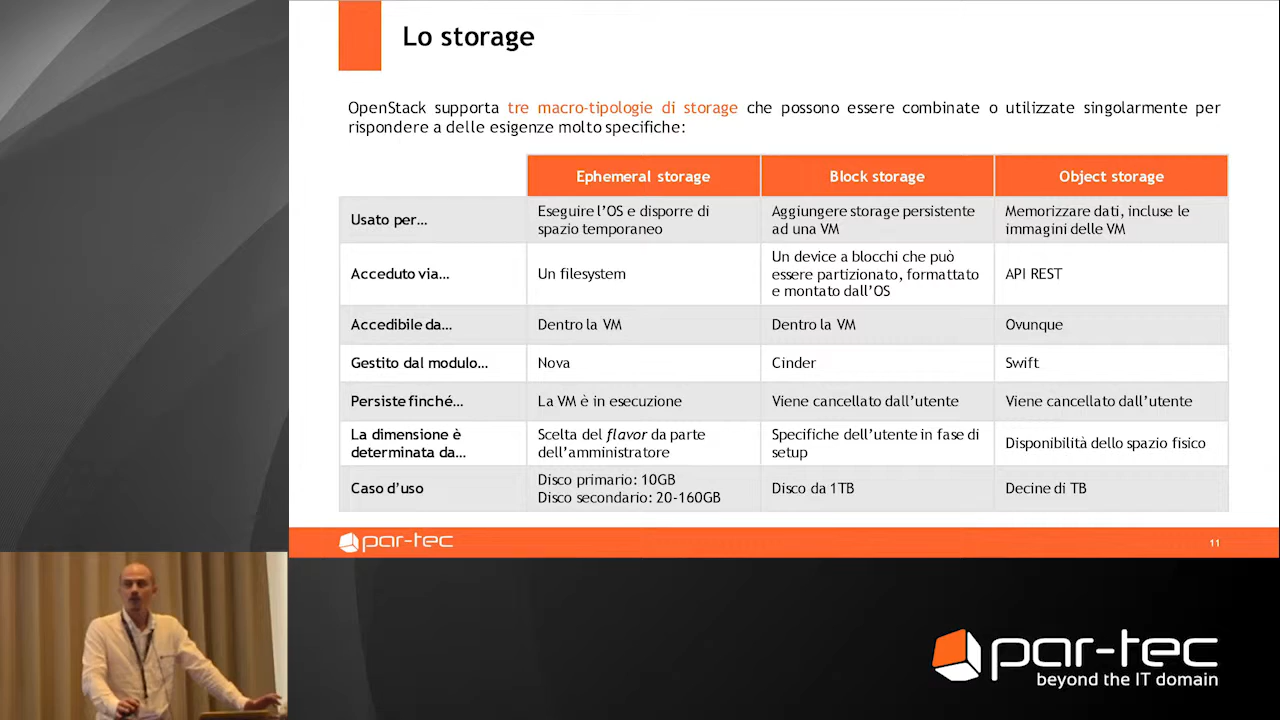 Lo storage
OpenStack supporta tre macro-tipologie di storage che possono essere combinate o utilizzate singolarmente per
rispondere a delle esigenze molto specifiche:
Ephemeral storage
Block storage
Object storage
Usato per…
Eseguire l'OS e disporre di
spazio temporaneo
Aggiungere storage persistente
ad una VM
Memorizzare dati, incluse le
immagini delle VM
Acceduto via…
Un filesystem
Un device a blocchi che può
essere partizionato, formattato
e montato dall'OS
API REST
Accedibile da…
Dentro la VM
Dentro la VM
Ovunque
Gestito dal modulo…
Nova
Cinder
Swift
Persiste finché…
La VM è in esecuzione
Viene cancellato dall'utente
Viene cancellato dall'utente
La dimensione è
determinata da…
Scelta del flavor da parte
dell'amministratore
Specifiche dell'utente in fase di
setup
Disponibilità dello spazio fisico
Caso d'uso
Disco primario: 10GB
Disco secondario: 20-160GB
Disco da 1TB
Decine di TB
par-tec
11
par-tec
beyond the IT domain